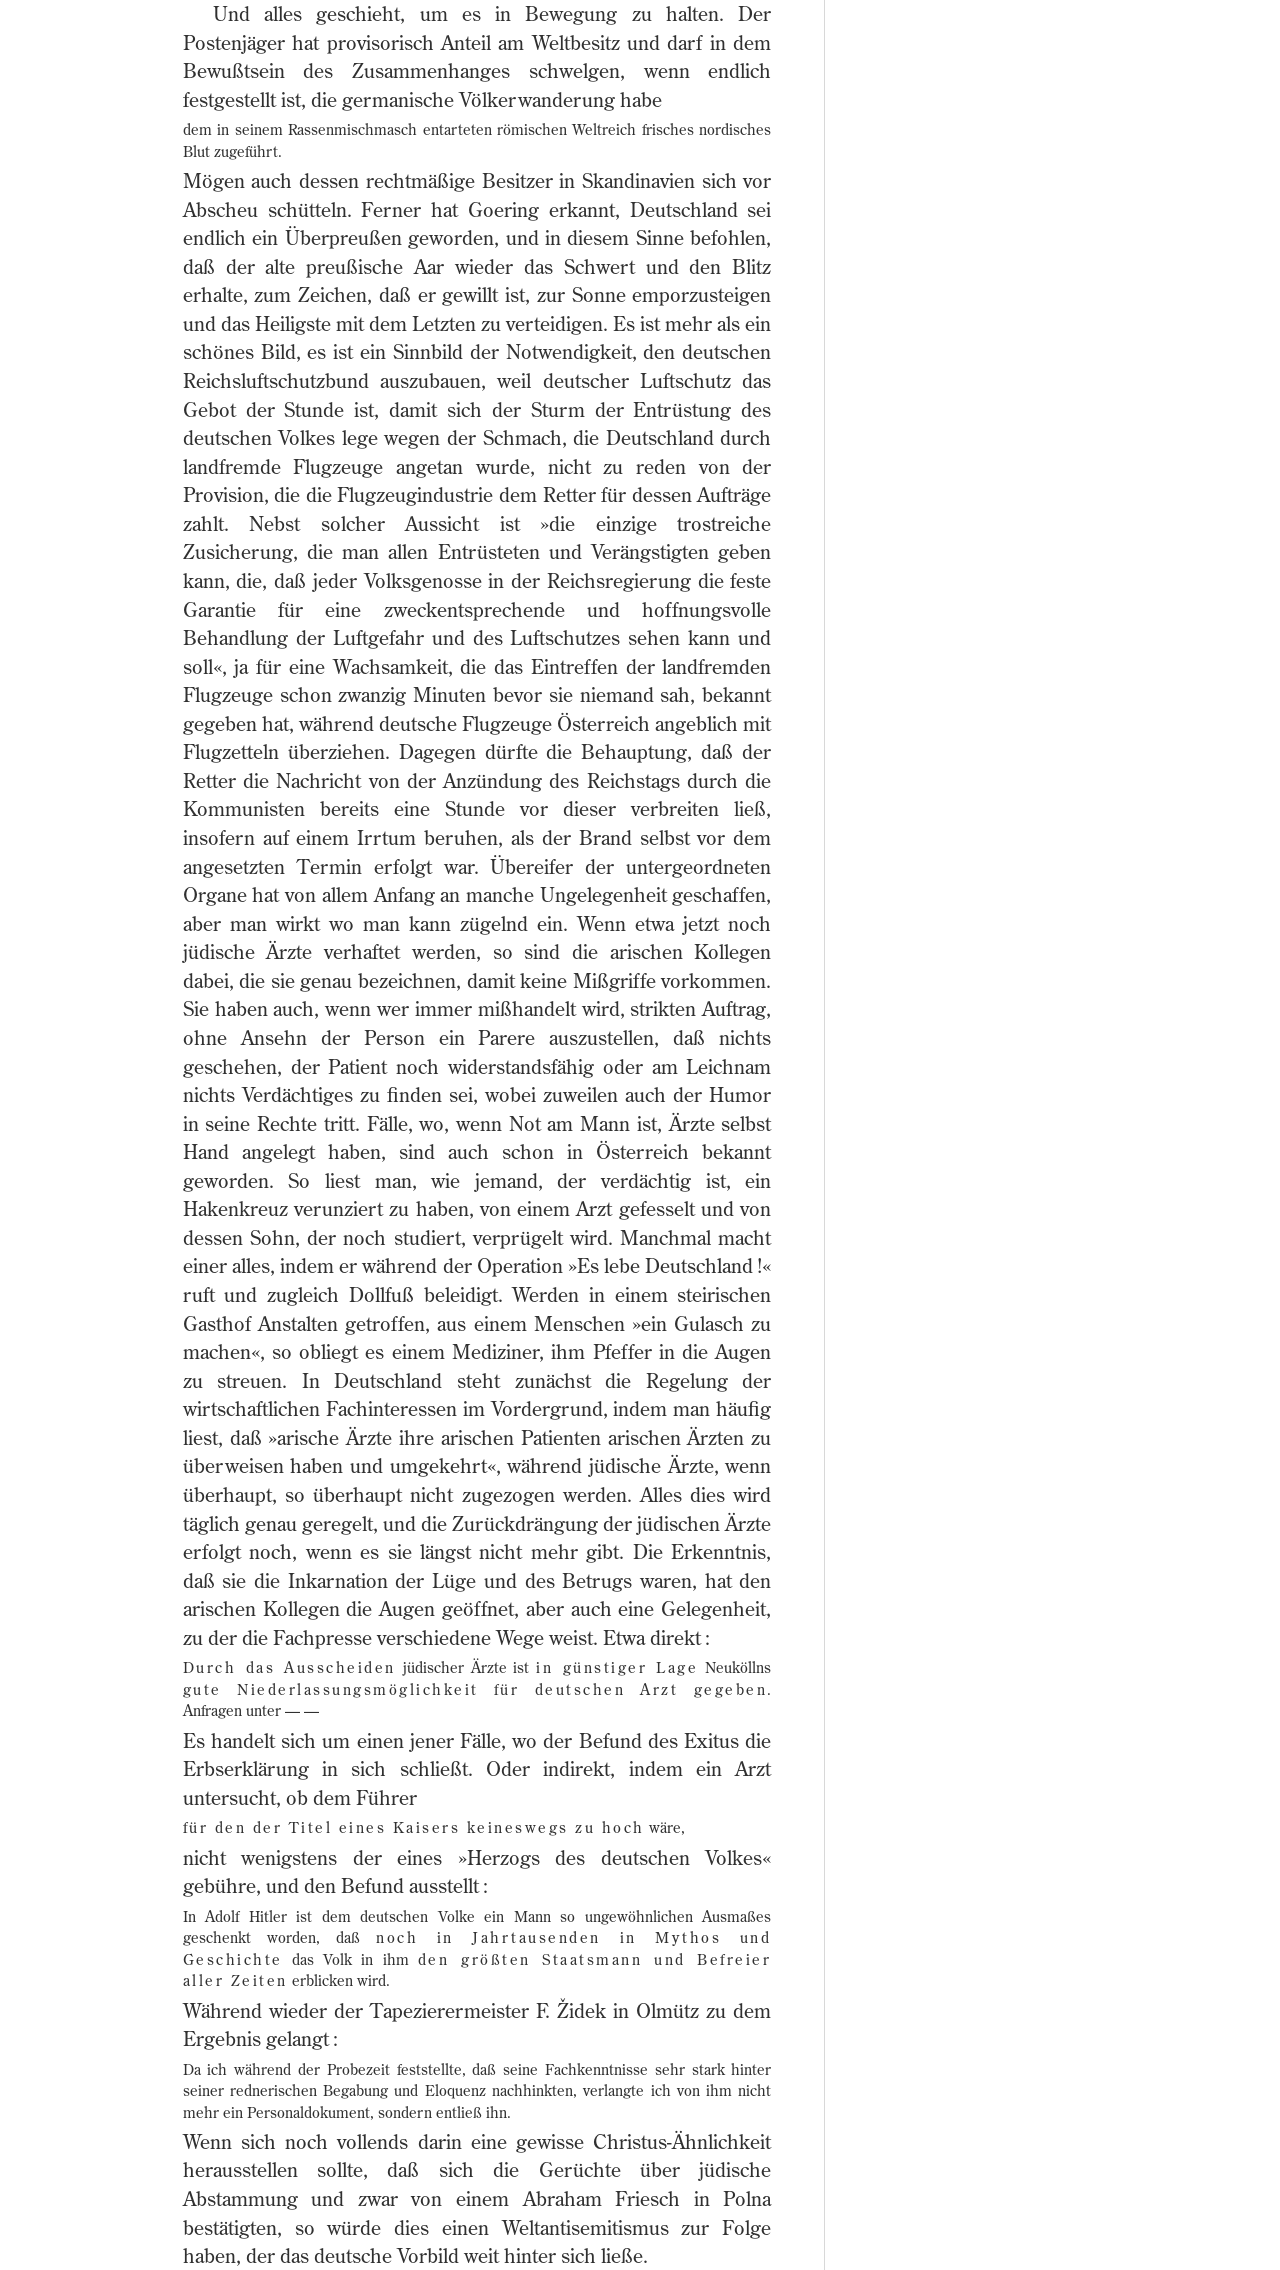 Und alles geschieht, um es in Bewegung zu halten. Der
Postenjäger hat provisorisch Anteil am Weltbesitz und darf in dem
Bewußtsein des Zusammenhanges schwelgen, wenn endlich
festgestellt ist, die germanische Völkerwanderung habe
dem in seinem Rassenmischmasch entarteten römischen Weltreich frisches nordisches
Blut zugeführt.
Mögen auch dessen rechtmäßige Besitzer in Skandinavien sich vor
Abscheu schütteln. Ferner hat Goering erkannt, Deutschland sei
endlich ein Überpreußen geworden, und in diesem Sinne befohlen,
daß der alte preußische Aar wieder das Schwert und den Blitz
erhalte, zum Zeichen, daß er gewillt ist, zur Sonne emporzusteigen
und das Heiligste mit dem Letzten zu verteidigen. Es ist mehr als ein
schönes Bild, es ist ein Sinnbild der Notwendigkeit, den deutschen
Reichsluftschutzbund auszubauen, weil deutscher Luftschutz das
Gebot der Stunde ist, damit sich der Sturm der Entrüstung des
deutschen Volkes lege wegen der Schmach, die Deutschland durch
landfremde Flugzeuge angetan wurde, nicht zu reden von der
Provision, die die Flugzeugindustrie dem Retter für dessen Aufträge
zahlt. Nebst solcher Aussicht ist »die einzige trostreiche
Zusicherung, die man allen Entrüsteten und Verängstigten geben
kann, die, daß jeder Volksgenosse in der Reichsregierung die feste
Garantie für eine zweckentsprechende und hoffnungsvolle
Behandlung der Luftgefahr und des Luftschutzes sehen kann und
soll«, ja für eine Wachsamkeit, die das Eintreffen der landfremden
Flugzeuge schon zwanzig Minuten bevor sie niemand sah, bekannt
gegeben hat, während deutsche Flugzeuge Österreich angeblich mit
Flugzetteln überziehen. Dagegen dürfte die Behauptung, daß der
Retter die Nachricht von der Anzündung des Reichstags durch die
Kommunisten bereits eine Stunde vor dieser verbreiten ließ,
insofern auf einem Irrtum beruhen, als der Brand selbst vor dem
angesetzten Termin erfolgt war. Übereifer der untergeordneten
Organe hat von allem Anfang an manche Ungelegenheit geschaffen,
aber man wirkt wo man kann zügelnd ein. Wenn etwa jetzt noch
jüdische Ärzte verhaftet werden, so sind die arischen Kollegen
dabei, die sie genau bezeichnen, damit keine Mißgriffe vorkommen.
Sie haben auch, wenn wer immer mißhandelt wird, strikten Auftrag,
ohne Ansehn der Person ein Parere auszustellen, daß nichts
geschehen, der Patient noch widerstandsfähig oder am Leichnam
nichts Verdächtiges zu finden sei, wobei zuweilen auch der Humor
in seine Rechte tritt. Fälle, wo, wenn Not am Mann ist, Ärzte selbst
Hand angelegt haben, sind auch schon in Österreich bekannt
geworden. So liest man, wie jemand, der verdächtig ist, ein
Hakenkreuz verunziert zu haben, von einem Arzt gefesselt und von
dessen Sohn, der noch studiert, verprügelt wird. Manchmal macht
einer alles, indem er während der Operation »Es lebe Deutschland !«
ruft und zugleich Dollfuß beleidigt. Werden in einem steirischen
Gasthof Anstalten getroffen, aus einem Menschen »ein Gulasch zu
machen«, so obliegt es einem Mediziner, ihm Pfeffer in die Augen
zu streuen. In Deutschland steht zunächst die Regelung der
wirtschaftlichen Fachinteressen im Vordergrund, indem man häufig
liest, daß »arische Ärzte ihre arischen Patienten arischen Ärzten zu
überweisen haben und umgekehrt«, während jüdische Ärzte, wenn
überhaupt, so überhaupt nicht zugezogen werden. Alles dies wird
täglich genau geregelt, und die Zurückdrängung der jüdischen Ärzte
erfolgt noch, wenn es sie längst nicht mehr gibt. Die Erkenntnis,
daß sie die Inkarnation der Lüge und des Betrugs waren, hat den
arischen Kollegen die Augen geöffnet, aber auch eine Gelegenheit,
zu der die Fachpresse verschiedene Wege weist. Etwa direkt :
Durch das Ausscheiden jüdischer Ärzte ist in günstiger Lage Neuköllns
gute Niederlassungsmöglichkeit für deutschen Arzt gegeben.
Anfragen unter — —
Es handelt sich um einen jener Fälle, wo der Befund des Exitus die
Erbserklärung in sich schließt. Oder indirekt, indem ein Arzt
untersucht, ob dem Führer
für den der Titel eines Kaisers keineswegs zu hoch wäre,
nicht wenigstens der eines »Herzogs des deutschen Volkes«
gebühre, und den Befund ausstellt :
In Adolf Hitler ist dem deutschen Volke ein Mann so ungewöhnlichen Ausmaßes
geschenkt worden, daß noch in Jahrtausenden in Mythos und
Geschichte das Volk in ihm den größten Staatsmann und Befreier
aller Zeiten erblicken wird.
Während wieder der Tapezierermeister F. Židek in Olmütz zu dem
Ergebnis gelangt :
Da ich während der Probezeit feststellte, daß seine Fachkenntnisse sehr stark hinter
seiner rednerischen Begabung und Eloquenz nachhinkten, verlangte ich von ihm nicht
mehr ein Personaldokument, sondern entließ ihn.
Wenn sich noch vollends darin eine gewisse Christus-Ähnlichkeit
herausstellen sollte, daß sich die Gerüchte über jüdische
Abstammung und zwar von einem Abraham Friesch in Polna
bestätigten, so würde dies einen Weltantisemitismus zur Folge
haben, der das deutsche Vorbild weit hinter sich ließe.